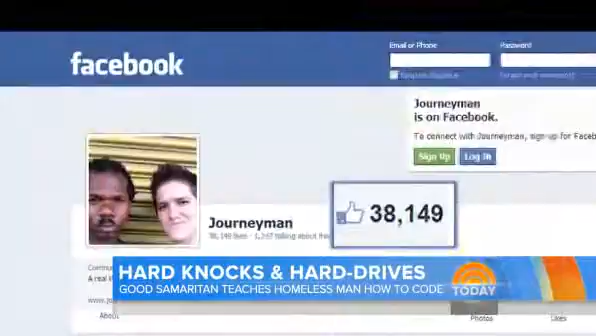 facebook
Email or Phone
Password
Journeyman
is on Facebook.
To connect with Journeyman, sign up for Faceb
Sign Up
Log In
Journeyman
38,149
HARD KNOCKS & HARD-DRIVES
GOOD SAMARITAN TEACHES HOMELESS MAN HOW TO CODE
TODAY
About
Photos
Likes